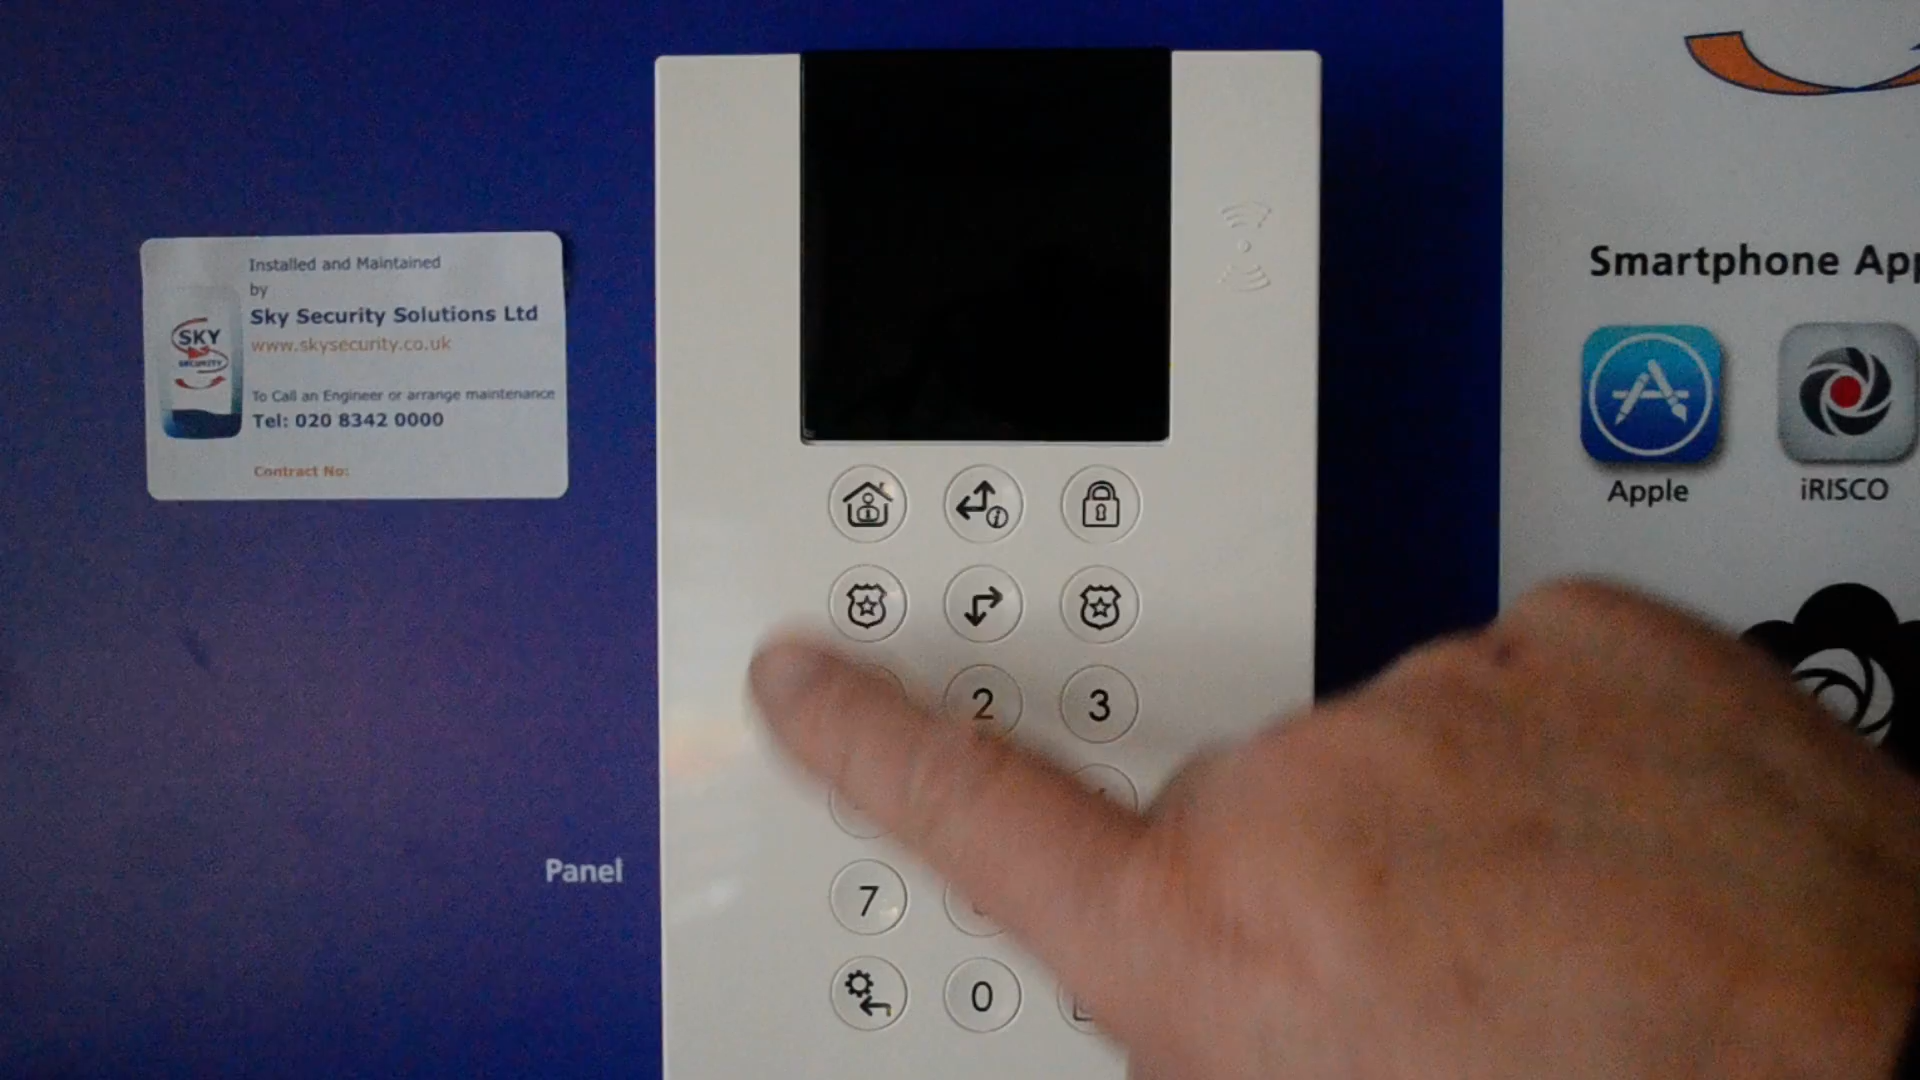 Installed and Maintained
by
Sky Security Solutions Ltd
www.skysecurity.co.uk
To Call an Engineer or arrange maintenance
Tel: 020 8342 0000
Contract No:
SKY
SECURITY
Smartphone App
Apple
iRISCO
2
3
Panel
7
0